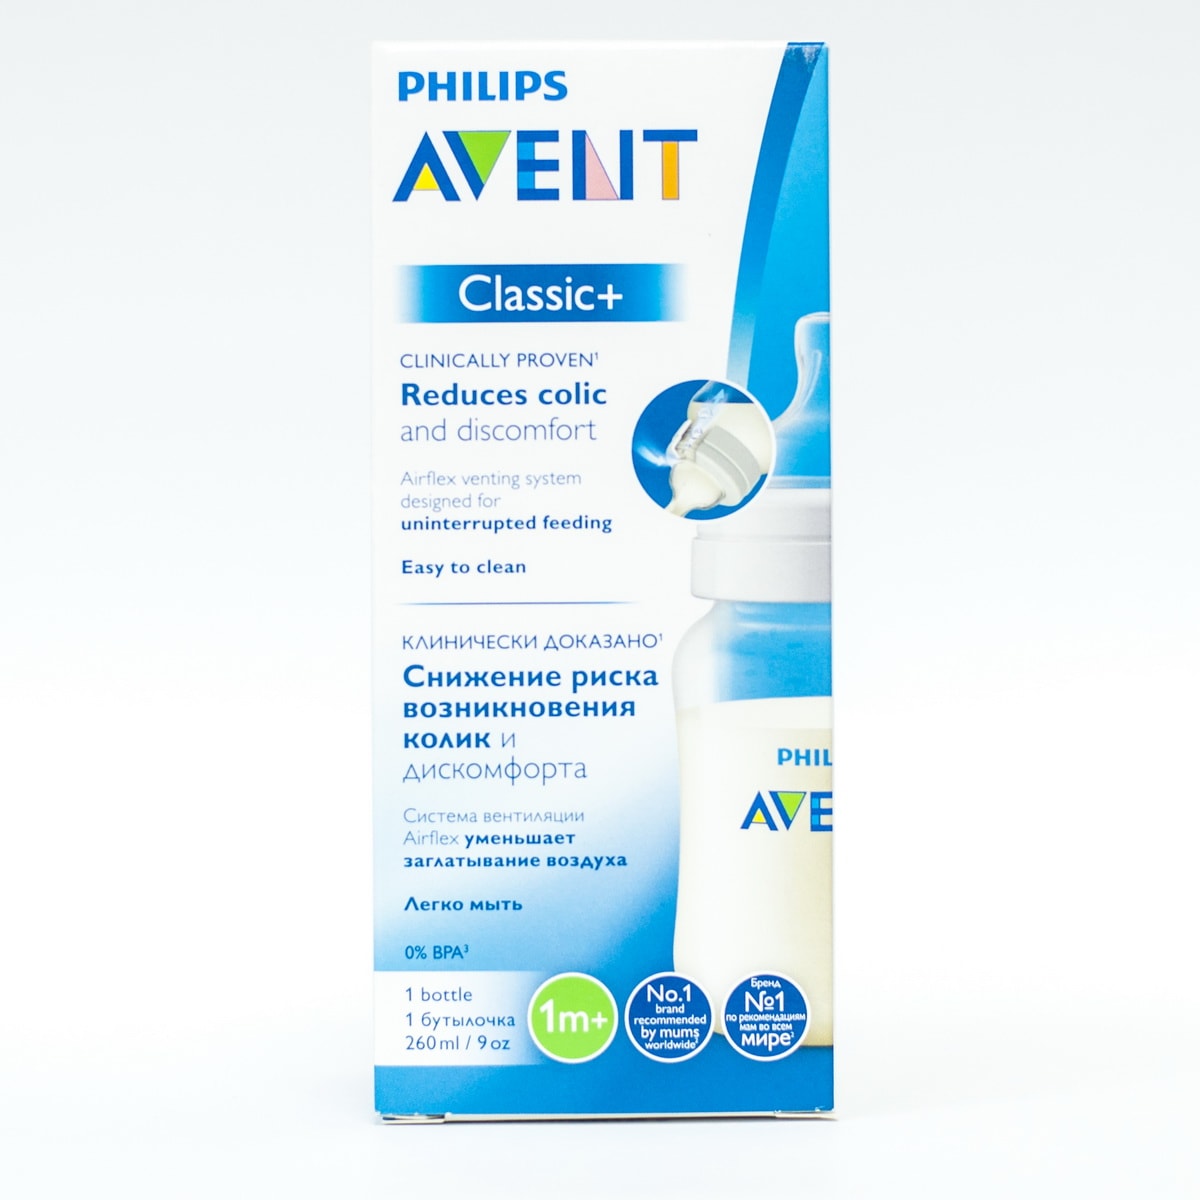 PHILIPS
AVENT
Classic+
CLINICALLY PROVEN¹
Reduces colic
and discomfort
Airflex venting system
designed for
uninterrupted feeding
Easy to clean
КЛИНИЧЕСКИ ДОКАЗАНО¹
Снижение риска
возникновения
колик и
дискомфорта
Система вентиляции
Airflex уменьшает
заглатывание воздуха
Легко мыть
0% BPA³
1 bottle
1 бутылочка
260 ml / 9 oz
1m+
No.1
brand
recommended
by mums
worldwide²
Бренд
№1
по рекомендациям
мам во всем
мире²
PHIL
AVE